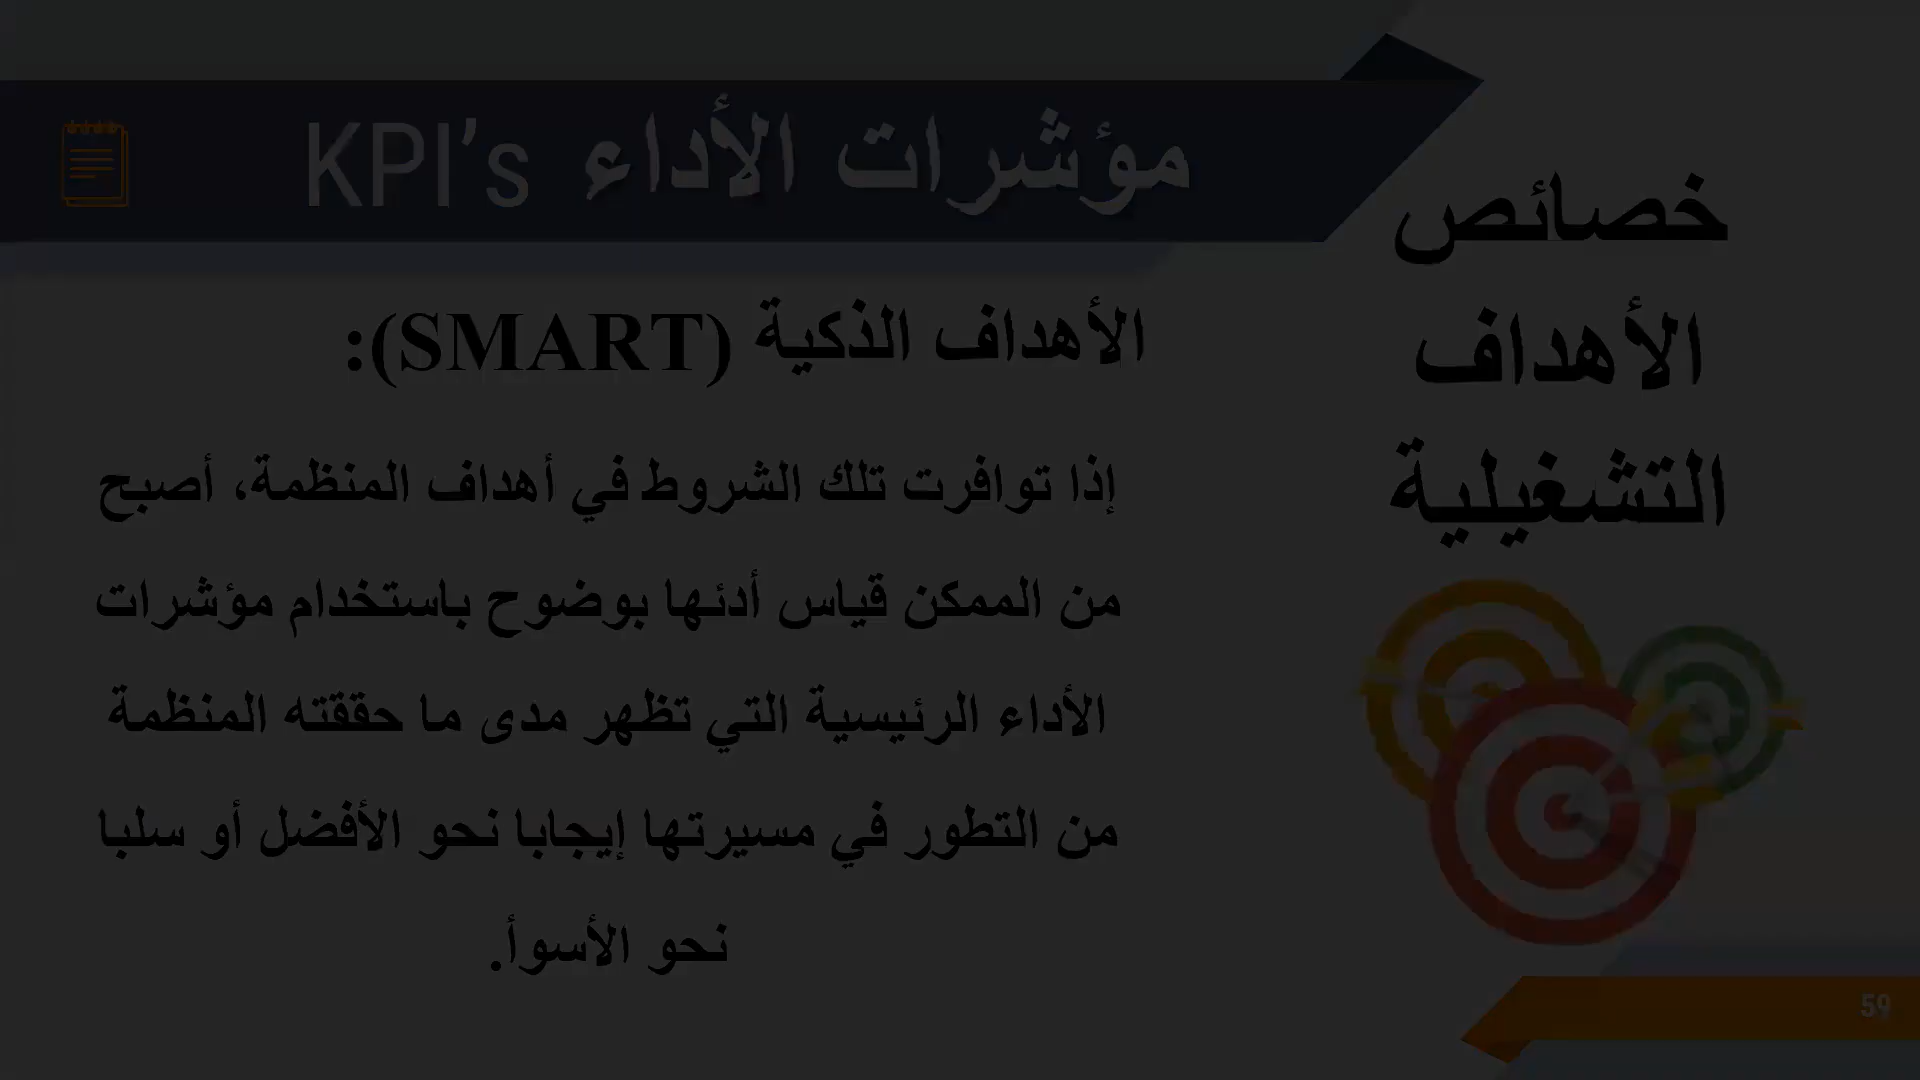 مؤشرات الأداء KPI’s
خصائص
الأهداف
التشغيلية
الأهداف الذكية (SMART):
إذا توافرت تلك الشروط في أهداف المنظمة، أصبح
من الممكن قياس أدئها بوضوح باستخدام مؤشرات
الأداء الرئيسية التي تظهر مدى ما حققته المنظمة
من التطور في مسيرتها إيجابا نحو الأفضل أو سلبا
نحو الأسوأ.
59